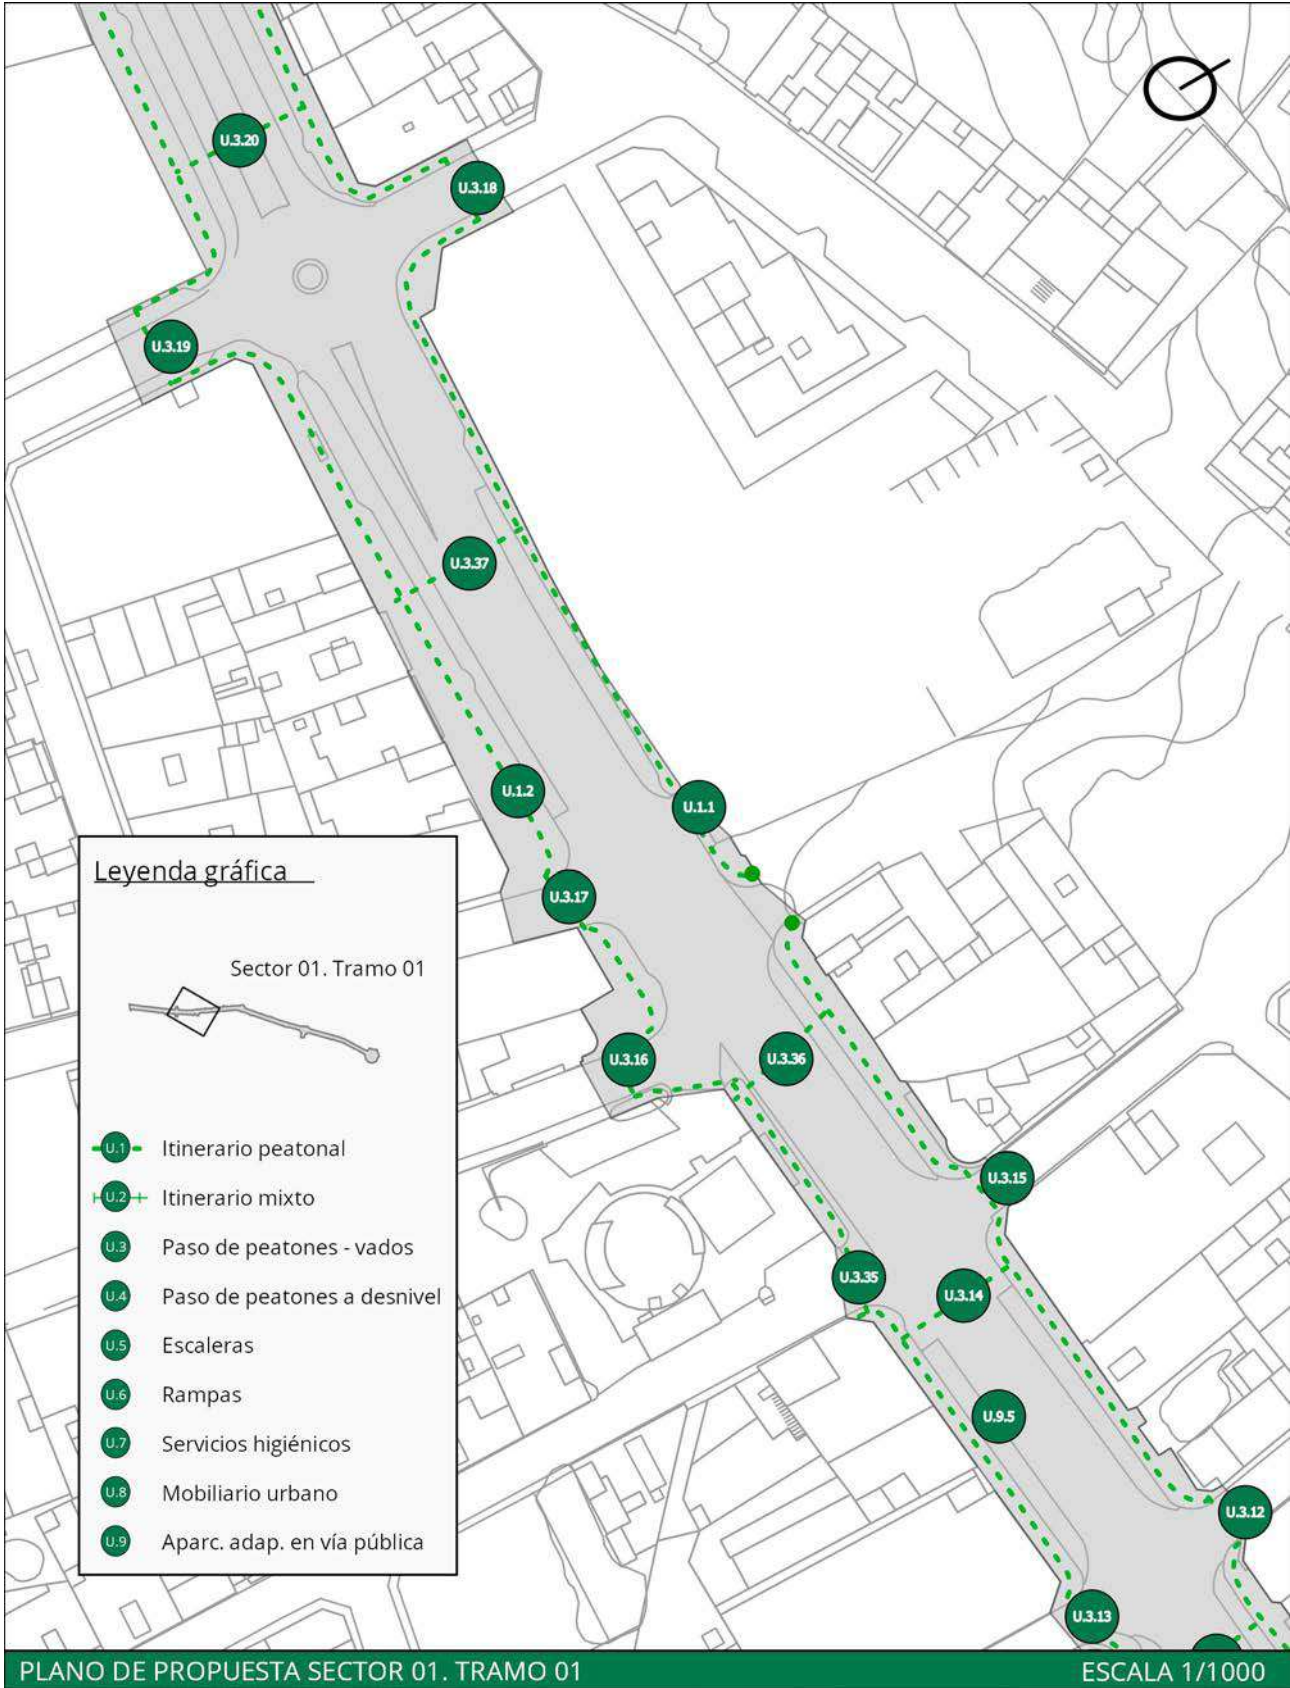 U.3.20
U.3.18
U.3.19
U.3.37
U.1.2
U.1.1
U.3.17
U.3.16
U.3.36
U.3.15
U.3.35
U.3.14
U.9.5
U.3.12
U.3.13
Leyenda gráfica
Sector 01. Tramo 01
U.1 Itinerario peatonal
U.2 Itinerario mixto
U.3 Paso de peatones - vados
U.4 Paso de peatones a desnivel
U.5 Escaleras
U.6 Rampas
U.7 Servicios higiénicos
U.8 Mobiliario urbano
U.9 Aparc. adap. en vía pública
PLANO DE PROPUESTA SECTOR 01. TRAMO 01 ESCALA 1/1000